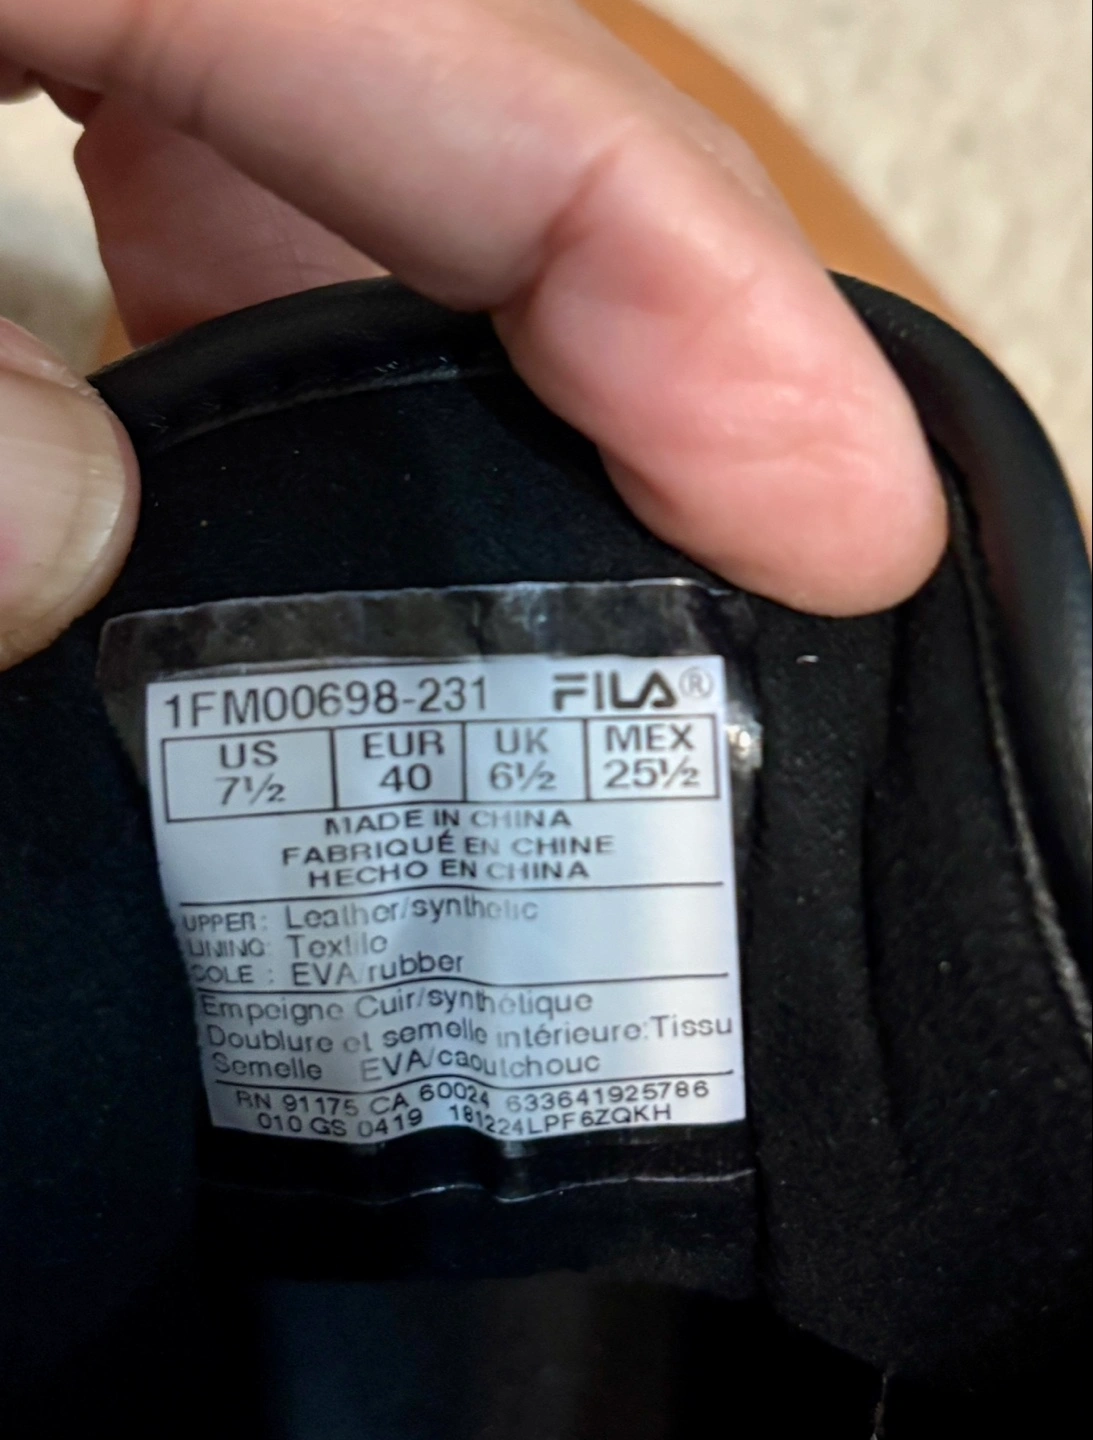 1FM00698-231 FILA®
US EUR UK MEX
7½ 40 6½ 25½
MADE IN CHINA
FABRIQUÉ EN CHINE
HECHO EN CHINA
UPPER: Leather/synthetic
LINING: Textile
SOLE : EVA/rubber
Empeigne Cuir/synthétique
Doublure et semelle intérieure:Tissu
Semelle EVA/caoutchouc
RN 91175 CA 60024 633641925786
010 GS 0419 181224LPF6ZQKH